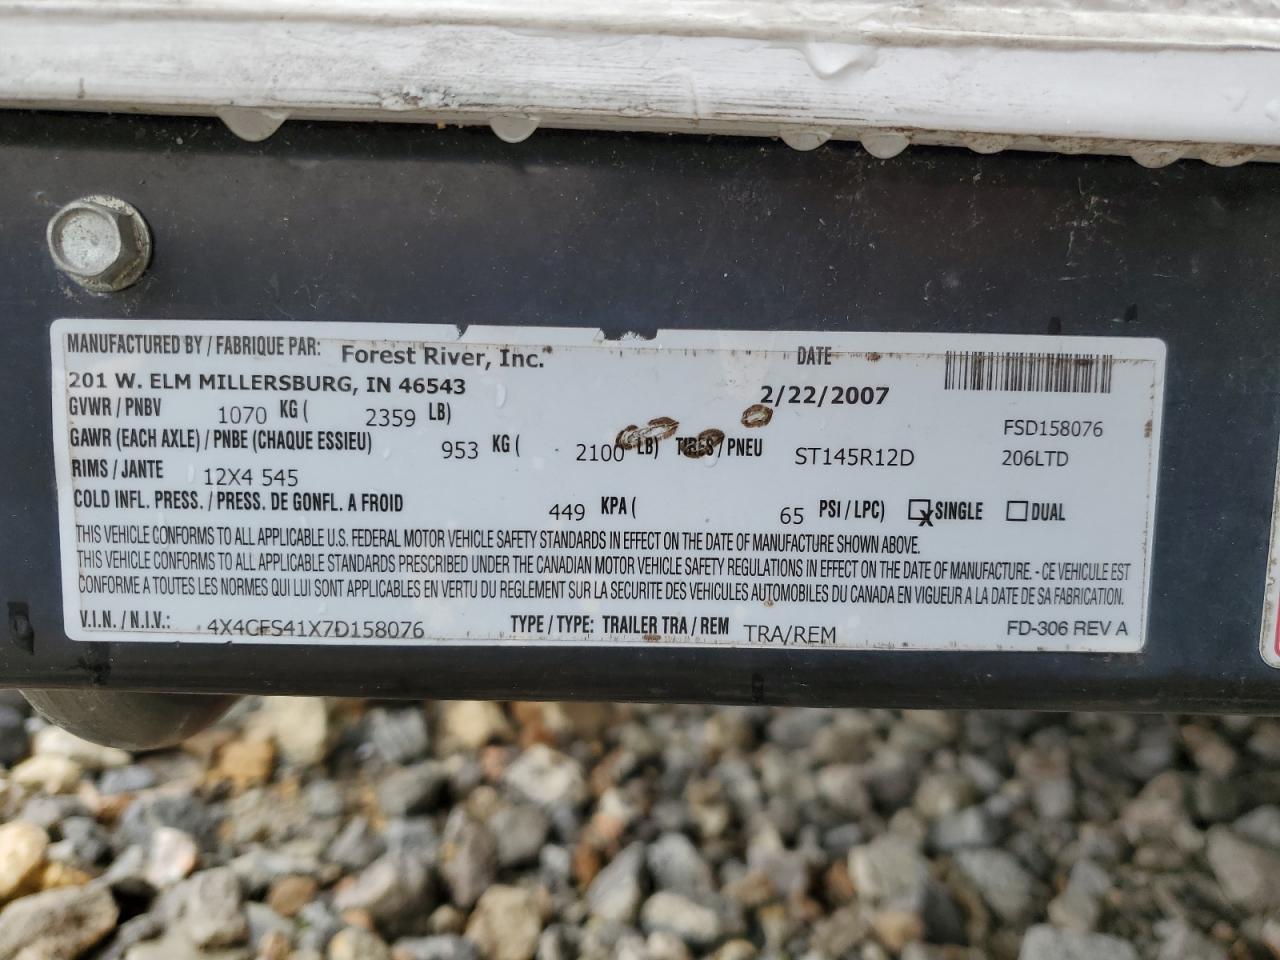 MANUFACTURED BY / FABRIQUE PAR: Forest River, Inc. DATE
201 W. ELM MILLERSBURG, IN 46543 2/22/2007
GVWR / PNBV 1070 KG ( 2359 LB) FSD158076
GAWR (EACH AXLE) / PNBE (CHAQUE ESSIEU) 953 KG ( 2100 LB) TIRES / PNEU ST145R12D 206LTD
RIMS / JANTE 12X4 545
COLD INFL. PRESS. / PRESS. DE GONFL. A FROID 449 KPA ( 65 PSI / LPC) X SINGLE DUAL
THIS VEHICLE CONFORMS TO ALL APPLICABLE U.S. FEDERAL MOTOR VEHICLE SAFETY STANDARDS IN EFFECT ON THE DATE OF MANUFACTURE SHOWN ABOVE.
THIS VEHICLE CONFORMS TO ALL APPLICABLE STANDARDS PRESCRIBED UNDER THE CANADIAN MOTOR VEHICLE SAFETY REGULATIONS IN EFFECT ON THE DATE OF MANUFACTURE. - CE VEHICULE EST
CONFORME A TOUTES LES NORMES QUI LUI SONT APPLICABLES EN VERTU DU REGLEMENT SUR LA SECURITE DES VEHICULES AUTOMOBILES DU CANADA EN VIGUEUR A LA DATE DE SA FABRICATION.
V.I.N. / N.I.V.: 4X4CFS41X7D158076 TYPE / TYPE: TRAILER TRA / REM TRA/REM FD-306 REV A